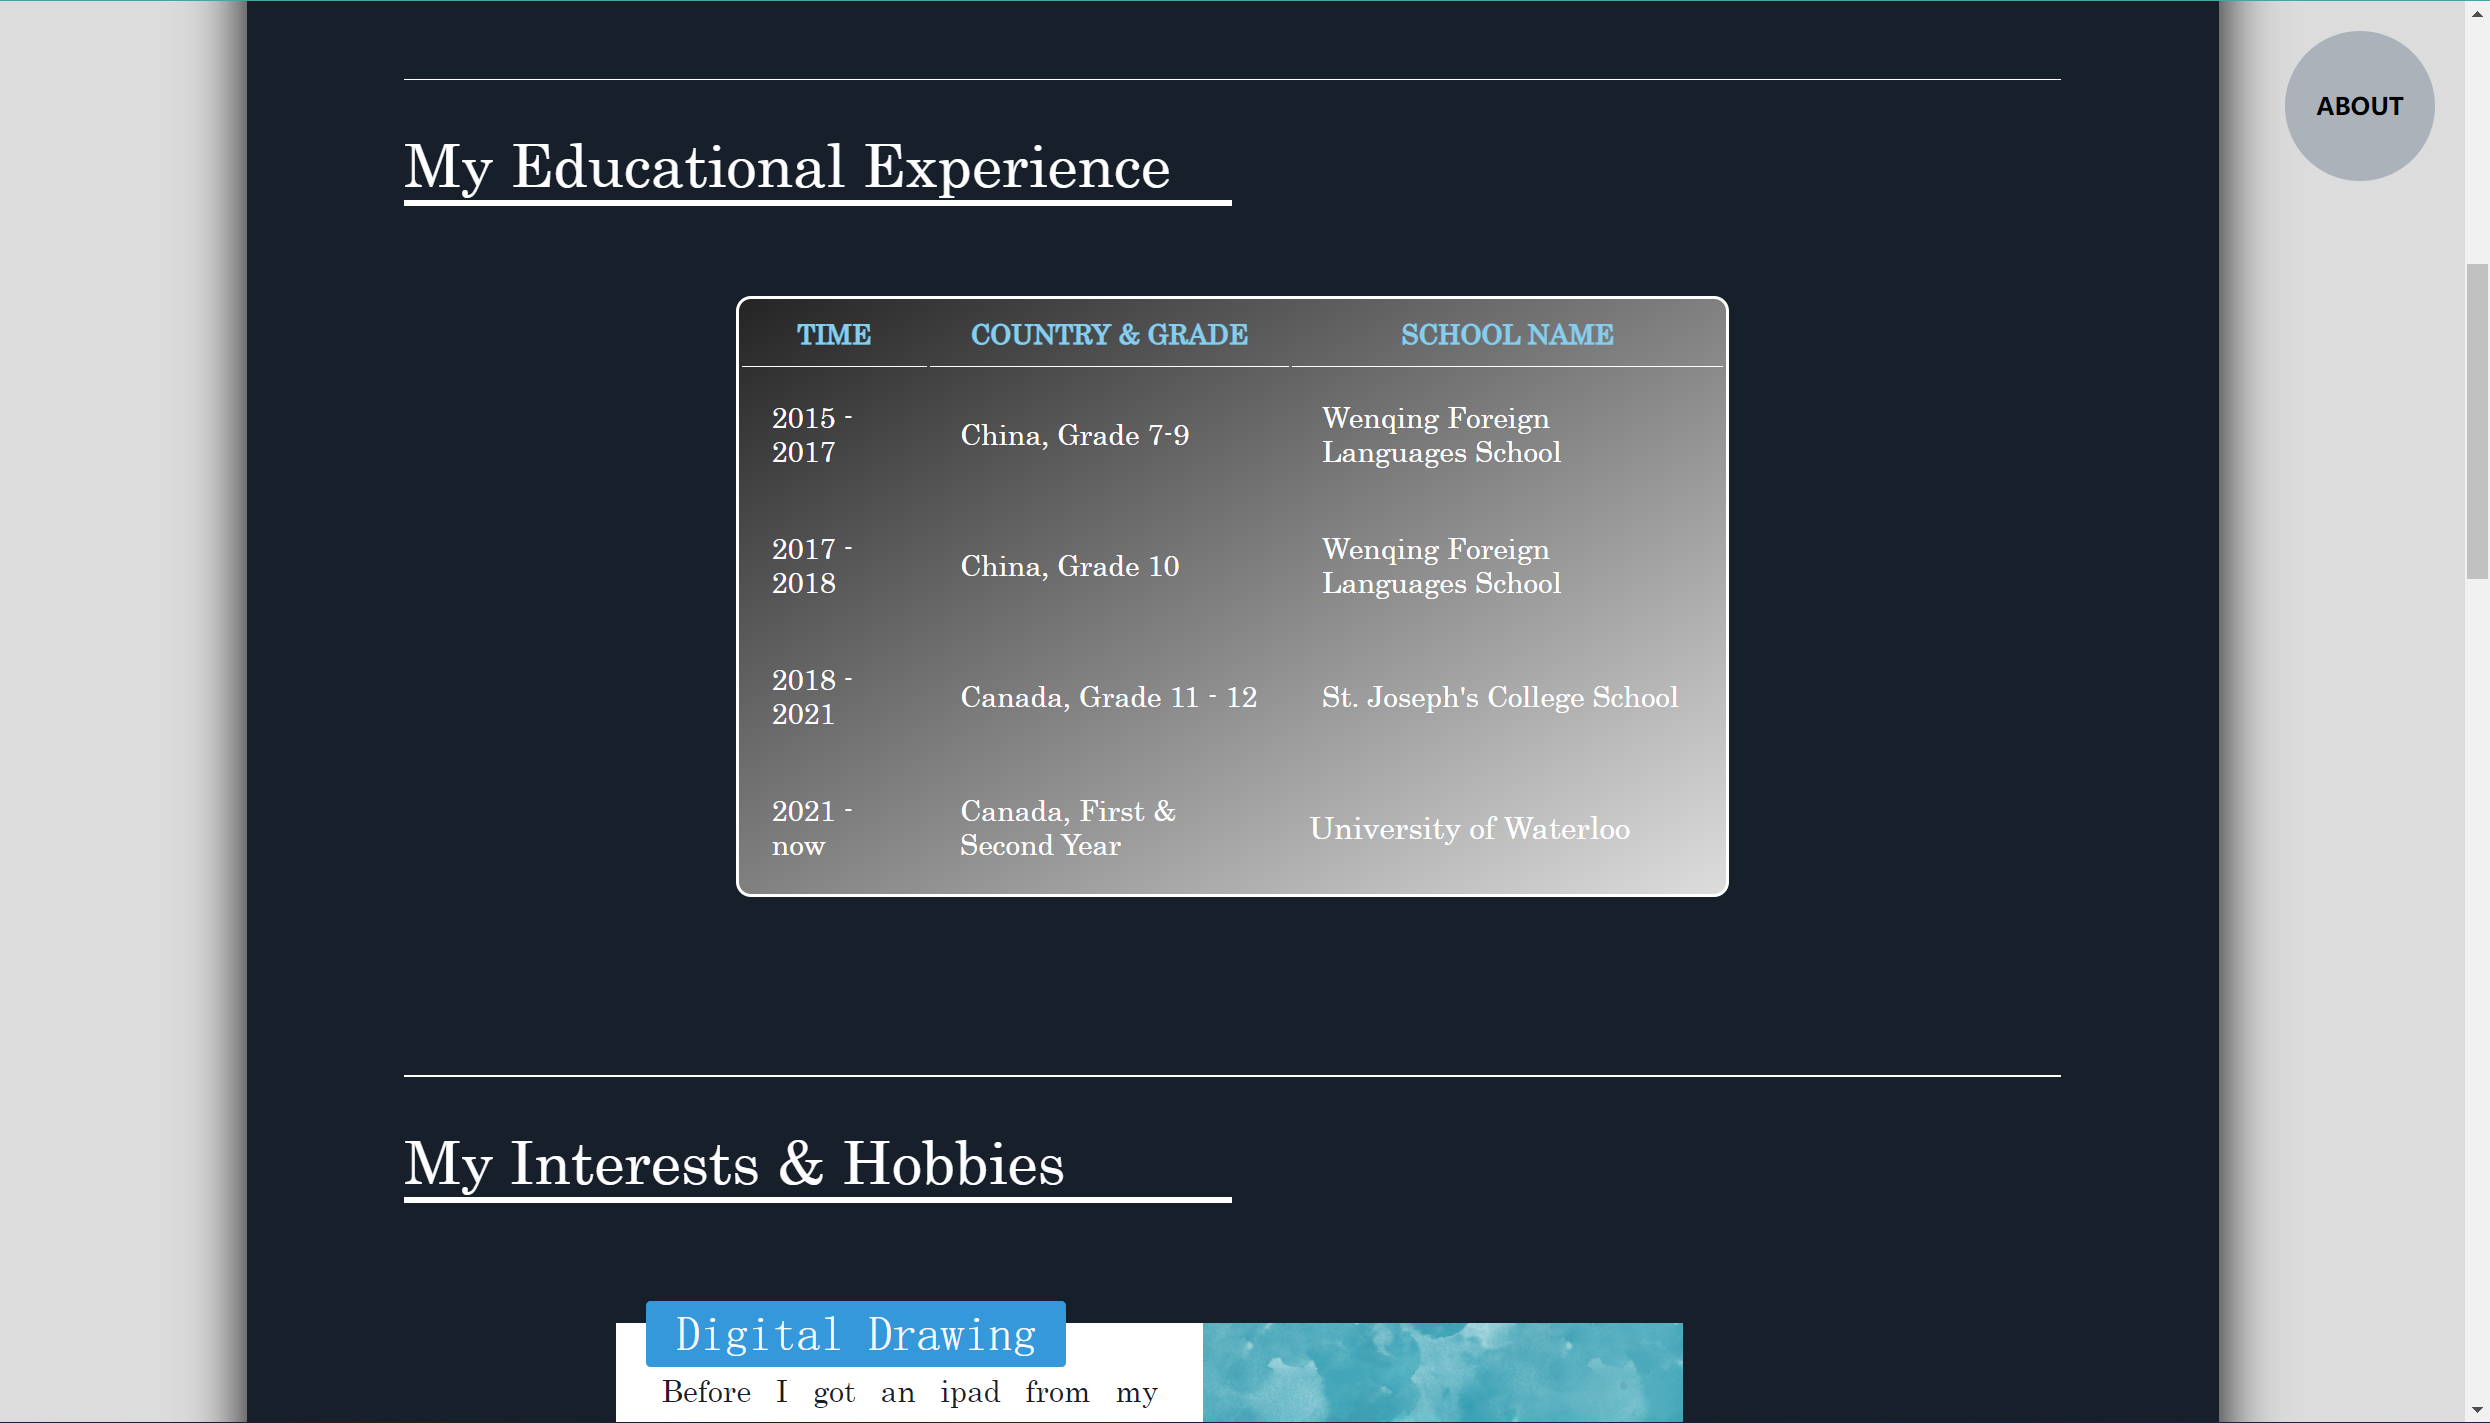 ABOUT
My Educational Experience
TIME COUNTRY & GRADE SCHOOL NAME
2015 -
2017
China, Grade 7-9
Wenqing Foreign
Languages School
2017 -
2018
China, Grade 10
Wenqing Foreign
Languages School
2018 -
2021
Canada, Grade 11 - 12
St. Joseph's College School
2021 -
now
Canada, First &
Second Year
University of Waterloo
My Interests & Hobbies
Digital Drawing
Before I got an ipad from my